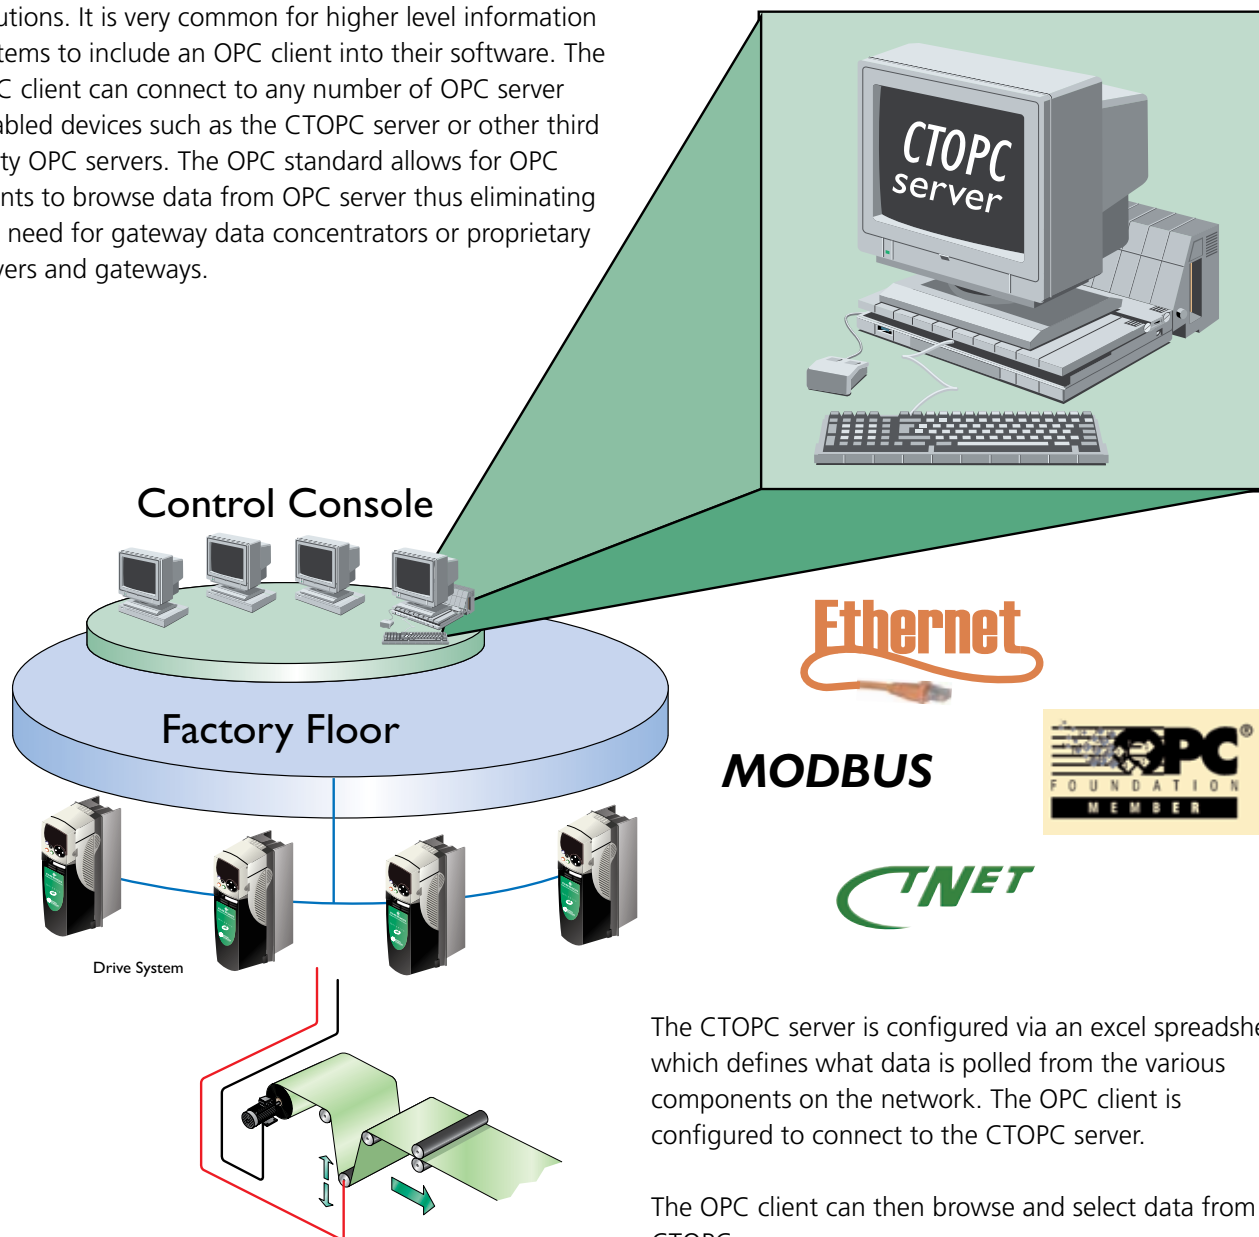 utions. It is very common for higher level information
tems to include an OPC client into their software. The
C client can connect to any number of OPC server
abled devices such as the CTOPC server or other third
ty OPC servers. The OPC standard allows for OPC
nts to browse data from OPC server thus eliminating
need for gateway data concentrators or proprietary
vers and gateways.
CTOPC
server
Control Console
Factory Floor
Ethernet
MODBUS
OPC®
FOUNDATION
MEMBER
CTNET
Drive System
The CTOPC server is configured via an excel spreadshe
which defines what data is polled from the various
components on the network. The OPC client is
configured to connect to the CTOPC server.
The OPC client can then browse and select data from